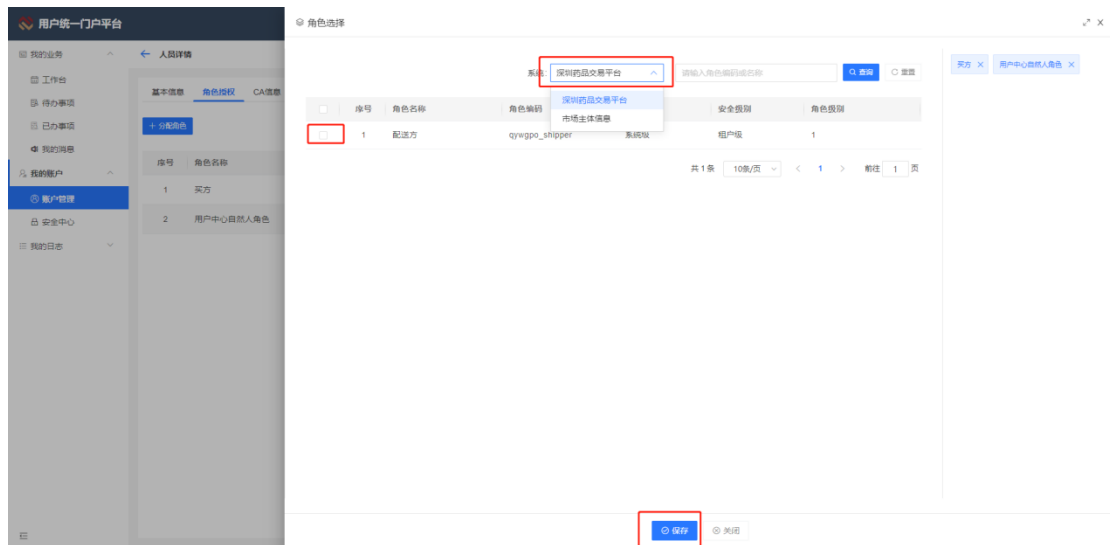 用户统一门户平台
我的业务
工作台
待办事项
已办事项
我的消息
我的账户
账户管理
安全中心
我的日志
← 人员详情
基本信息 角色授权 CA信息
+ 分配角色
序号 角色名称
1 买方
2 用户中心自然人角色
角色选择 X
系统: 深圳药品交易平台 请输入角色编码或名称 查询 重置
深圳药品交易平台
市场主体信息
序号 角色名称 角色编码 安全级别 角色级别
1 配送方 qywgpo_shipper 系统级 租户级 1
共 1 条 10条/页 < 1 > 前往 1 页
买方 X 用户中心自然人角色 X
保存 关闭